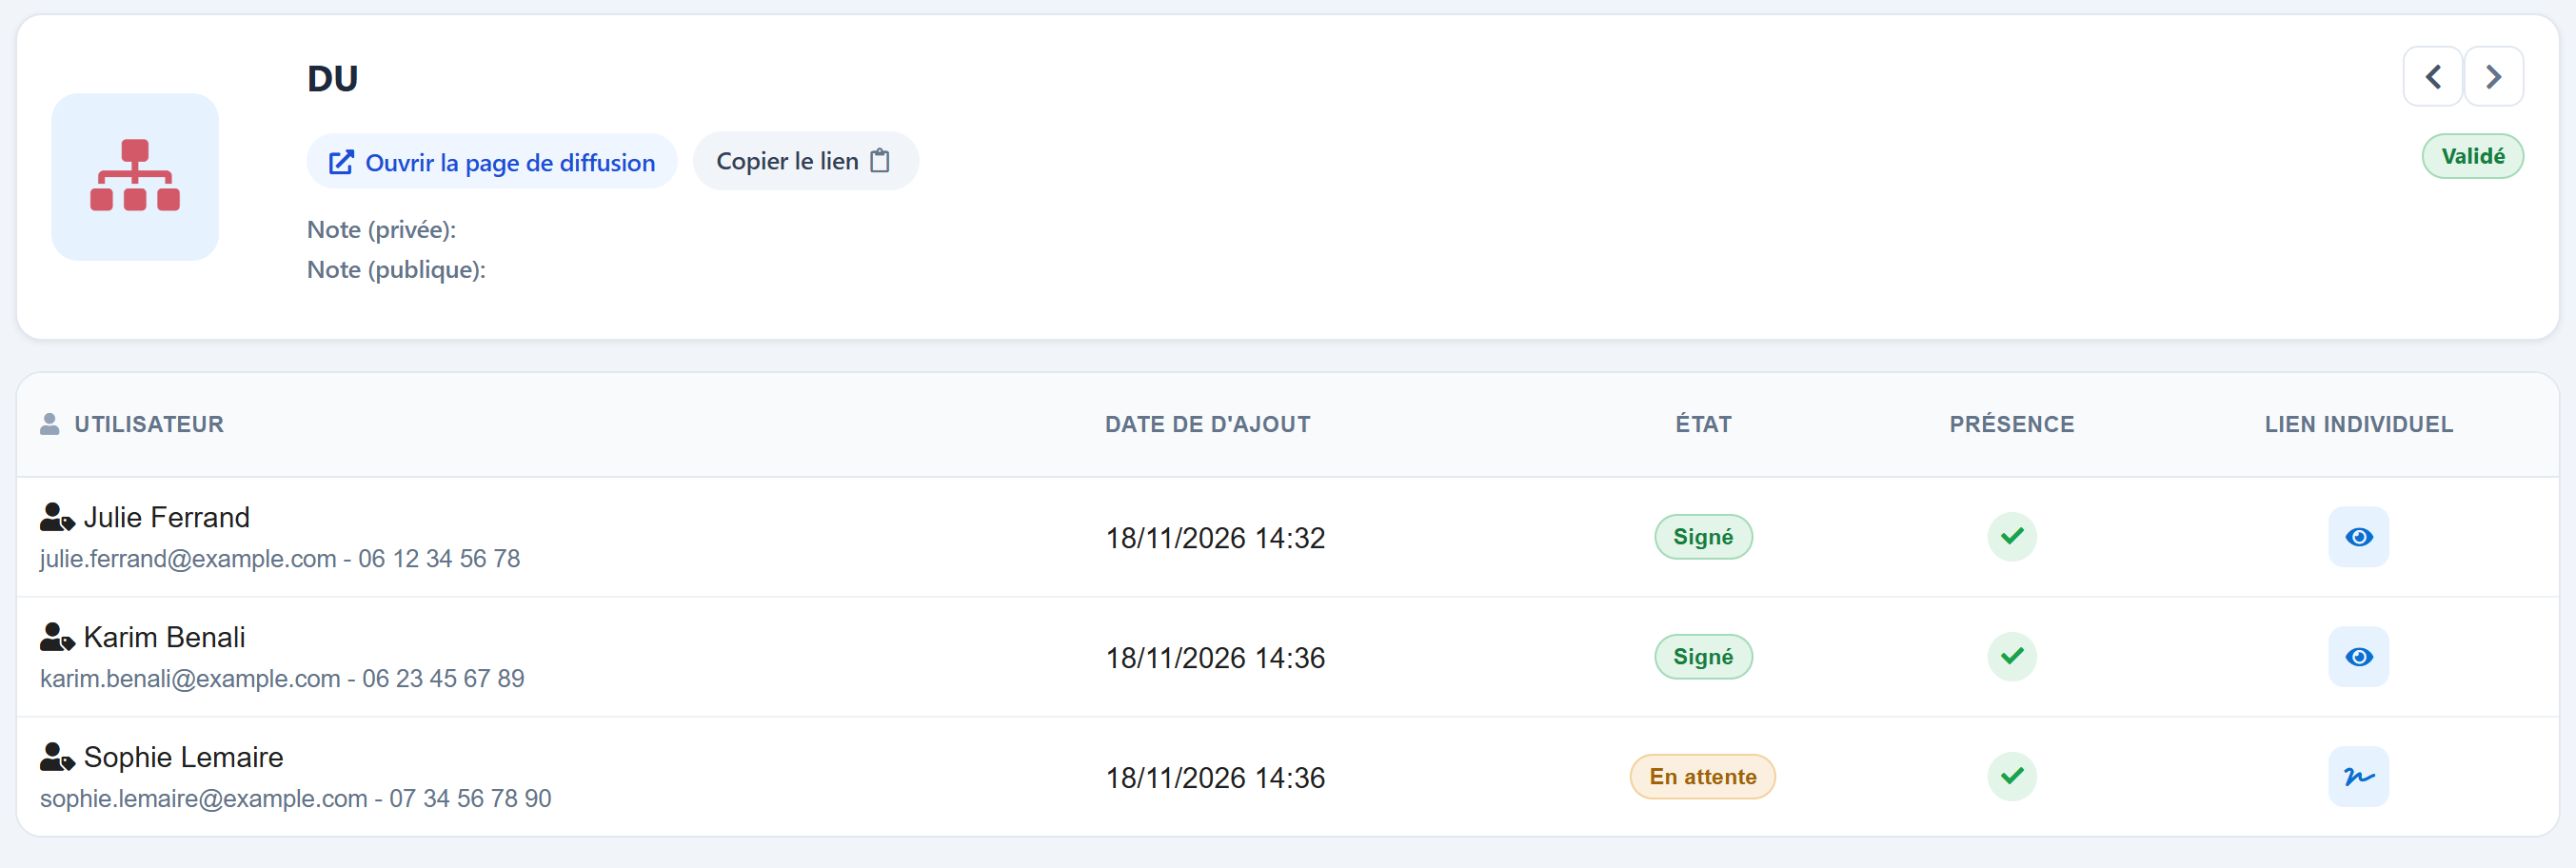 DU
Ouvrir la page de diffusion Copier le lien
Validé
Note (privée):
Note (publique):
UTILISATEUR DATE DE D'AJOUT ÉTAT PRÉSENCE LIEN INDIVIDUEL
Julie Ferrand
julie.ferrand@example.com - 06 12 34 56 78
18/11/2026 14:32 Signé
Karim Benali
karim.benali@example.com - 06 23 45 67 89
18/11/2026 14:36 Signé
Sophie Lemaire
sophie.lemaire@example.com - 07 34 56 78 90
18/11/2026 14:36 En attente